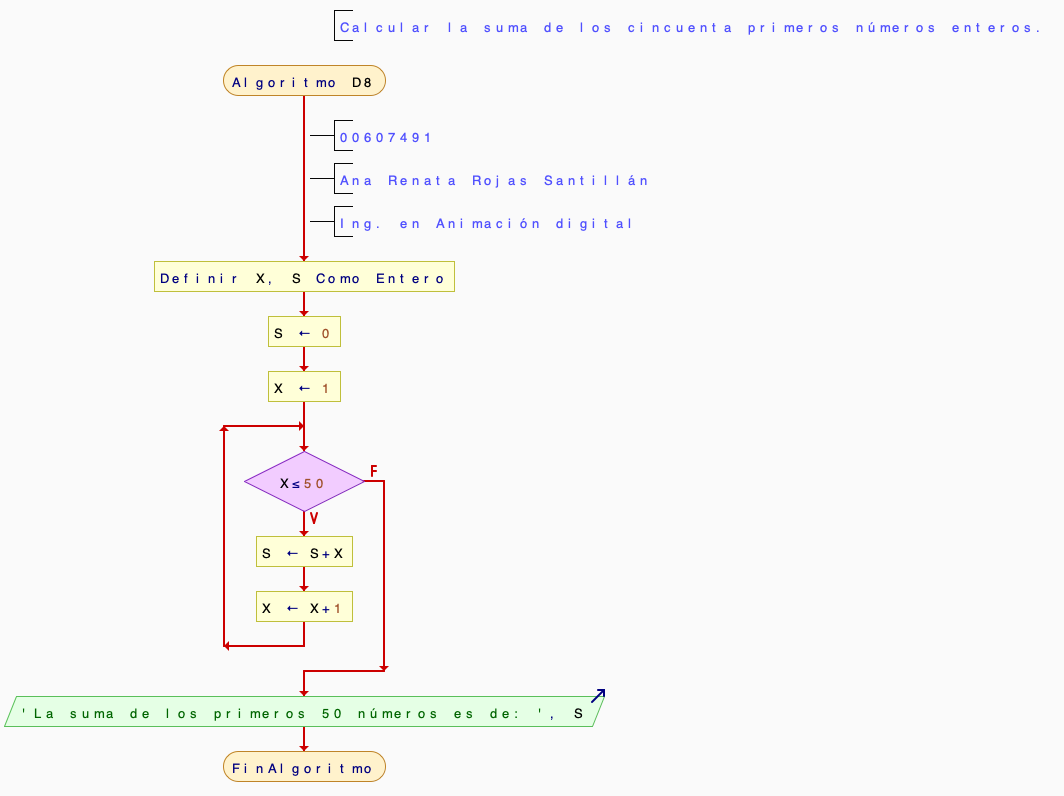 Calcular la suma de los cincuenta primeros números enteros.
Algoritmo D8
00607491
Ana Renata Rojas Santillán
Ing. en Animación digital
Definir X, S Como Entero
S ← 0
X ← 1
X≤50
F
V
S ← S+X
X ← X+1
'La suma de los primeros 50 números es de: ', S
FinAlgoritmo